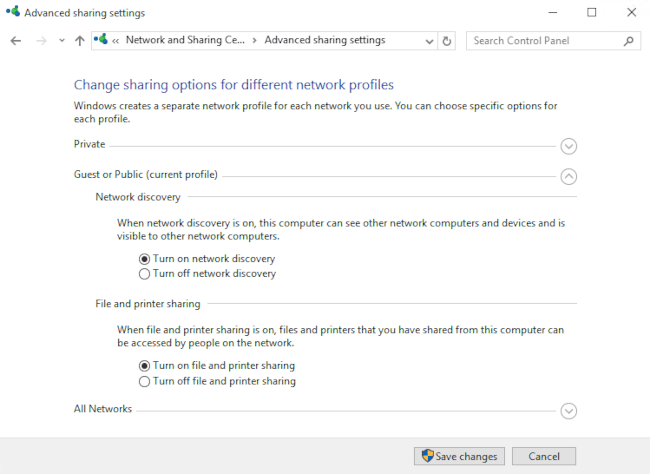 Advanced sharing settings
« Network and Sharing Ce... > Advanced sharing settings
Search Control Panel
Change sharing options for different network profiles
Windows creates a separate network profile for each network you use. You can choose specific options for
each profile.
Private
Guest or Public (current profile)
Network discovery
When network discovery is on, this computer can see other network computers and devices and is
visible to other network computers.
Turn on network discovery
Turn off network discovery
File and printer sharing
When file and printer sharing is on, files and printers that you have shared from this computer can
be accessed by people on the network.
Turn on file and printer sharing
Turn off file and printer sharing
All Networks
Save changes
Cancel